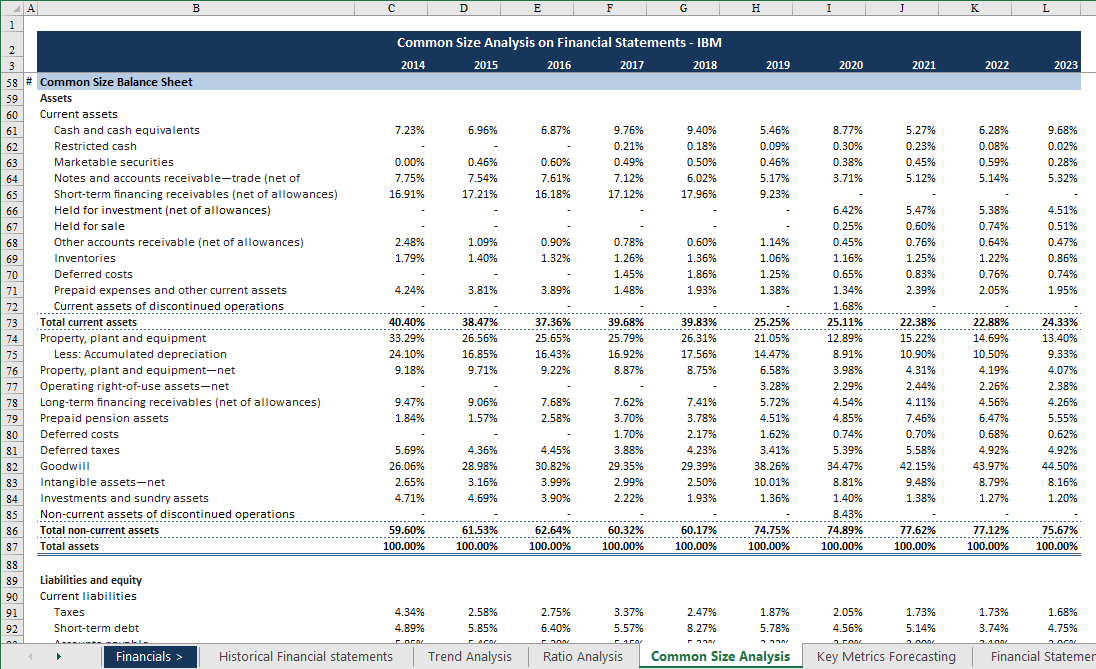 A B C D E F G H I J K L
1
2 Common Size Analysis on Financial Statements - IBM
3 2014 2015 2016 2017 2018 2019 2020 2021 2022 2023
58 # Common Size Balance Sheet
59 Assets
60 Current assets
61 Cash and cash equivalents 7.23% 6.96% 6.87% 9.76% 9.40% 5.46% 8.77% 5.27% 6.28% 9.68%
62 Restricted cash - - - 0.21% 0.18% 0.09% 0.30% 0.23% 0.08% 0.02%
63 Marketable securities 0.00% 0.46% 0.60% 0.49% 0.50% 0.46% 0.38% 0.45% 0.59% 0.28%
64 Notes and accounts receivable—trade (net of 7.75% 7.54% 7.61% 7.12% 6.02% 5.17% 3.71% 5.12% 5.14% 5.32%
65 Short-term financing receivables (net of allowances) 16.91% 17.21% 16.18% 17.12% 17.96% 9.23% - - - -
66 Held for investment (net of allowances) - - - - - - 6.42% 5.47% 5.38% 4.51%
67 Held for sale - - - - - - 0.25% 0.60% 0.74% 0.51%
68 Other accounts receivable (net of allowances) 2.48% 1.09% 0.90% 0.78% 0.60% 1.14% 0.45% 0.76% 0.64% 0.47%
69 Inventories 1.79% 1.40% 1.32% 1.26% 1.36% 1.06% 1.16% 1.25% 1.22% 0.86%
70 Deferred costs - - - 1.45% 1.86% 1.25% 0.65% 0.83% 0.76% 0.74%
71 Prepaid expenses and other current assets 4.24% 3.81% 3.89% 1.48% 1.93% 1.38% 1.34% 2.39% 2.05% 1.95%
72 Current assets of discontinued operations - - - - - - 1.68% - - -
73 Total current assets 40.40% 38.47% 37.36% 39.68% 39.83% 25.25% 25.11% 22.38% 22.88% 24.33%
74 Property, plant and equipment 33.29% 26.56% 25.65% 25.79% 26.31% 21.05% 12.89% 15.22% 14.69% 13.40%
75 Less: Accumulated depreciation 24.10% 16.85% 16.43% 16.92% 17.56% 14.47% 8.91% 10.90% 10.50% 9.33%
76 Property, plant and equipment—net 9.18% 9.71% 9.22% 8.87% 8.75% 6.58% 3.98% 4.31% 4.19% 4.07%
77 Operating right-of-use assets—net - - - - - 3.28% 2.29% 2.44% 2.26% 2.38%
78 Long-term financing receivables (net of allowances) 9.47% 9.06% 7.68% 7.62% 7.41% 5.72% 4.54% 4.11% 4.56% 4.26%
79 Prepaid pension assets 1.84% 1.57% 2.58% 3.70% 3.78% 4.51% 4.85% 7.46% 6.47% 5.55%
80 Deferred costs - - - 1.70% 2.17% 1.62% 0.74% 0.70% 0.68% 0.62%
81 Deferred taxes 5.69% 4.36% 4.45% 3.88% 4.23% 3.41% 5.39% 5.58% 4.92% 4.92%
82 Goodwill 26.06% 28.98% 30.82% 29.35% 29.39% 38.26% 34.47% 42.15% 43.97% 44.50%
83 Intangible assets—net 2.65% 3.16% 3.99% 2.99% 2.50% 10.01% 8.81% 9.48% 8.79% 8.16%
84 Investments and sundry assets 4.71% 4.69% 3.90% 2.22% 1.93% 1.36% 1.40% 1.38% 1.27% 1.20%
85 Non-current assets of discontinued operations - - - - - - 8.43% - - -
86 Total non-current assets 59.60% 61.53% 62.64% 60.32% 60.17% 74.75% 74.89% 77.62% 77.12% 75.67%
87 Total assets 100.00% 100.00% 100.00% 100.00% 100.00% 100.00% 100.00% 100.00% 100.00% 100.00%
88
89 Liabilities and equity
90 Current liabilities
91 Taxes 4.34% 2.58% 2.75% 3.37% 2.47% 1.87% 2.05% 1.73% 1.73% 1.68%
92 Short-term debt 4.89% 5.85% 6.40% 5.57% 8.27% 5.78% 4.56% 5.14% 3.74% 4.75%
Financials > Historical Financial statements Trend Analysis Ratio Analysis Common Size Analysis Key Metrics Forecasting Financial